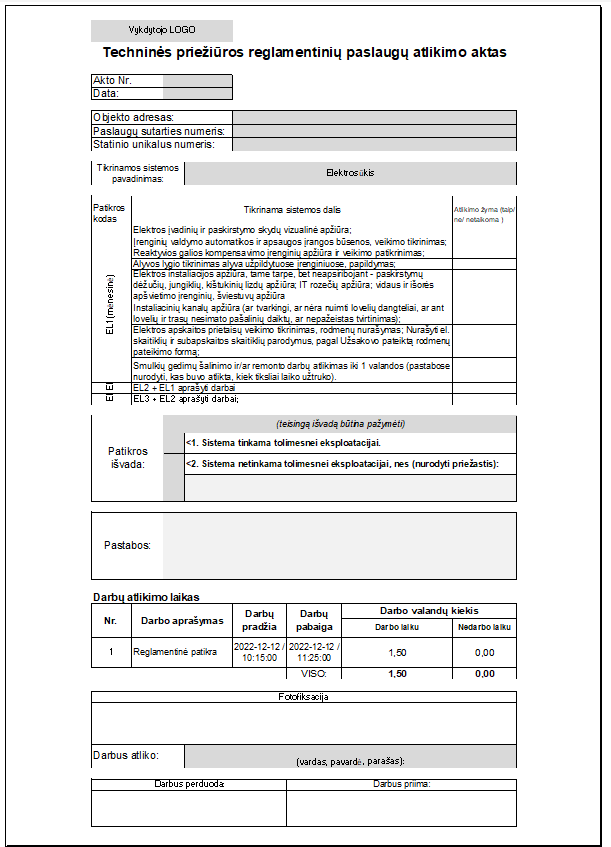 Vykdytojo LOGO
Techninės priežiūros reglamentinių paslaugų atlikimo aktas
Akto Nr.
Data:
Objekto adresas:
Paslaugų sutarties numeris:
Statinio unikalus numeris:
Tikrinamos sistemos
pavadinimas:
Elektrosūkis
Patikros
kodas
Tikrinama sistemos dalis
Atlikimo žyma (taip/
ne/ netaikoma )
EL1(mėnesinė)
Elektros įvadinių ir paskirstymo skydų vizualinė apžiūra;
Įrenginių valdymo automatikos ir apsaugos įrangos būsenos, veikimo tikrinimas;
Reaktyvios galios kompensavimo įrenginių apžiūra ir veikimo patikrinimas;
Alyvos lygio tikrinimas alyva užpildytuose įrenginiuose, papildymas;
Elektros instaliacijos apžiūra, tame tarpe, bet neapsiribojant - paskirstymų
dėžučių, jungiklių, kištukinių lizdų apžiūra; IT rozečių apžiūra; vidaus ir išorės
apšvietimo įrenginių, šviestuvų apžiūra
Instaliacinių kanalų apžiūra (ar tvarkingi, ar nėra nuimti lovelių dangteliai, ar ant
lovelių ir trasų nesimato pašalinių daiktų, ar nepažeistas tvirtinimas);
Elektros apskaitos prietaisų veikimo tikrinimas, rodmenų nurašymas; Nurašyti el.
skaitiklių ir subapskaitos skaitiklių parodymus, pagal Užsakovo pateiktą rodmenų
pateikimo formą;
Smulkių gedimų šalinimo ir/ar remonto darbų atlikimas iki 1 valandos (pastabose
nurodyti, kas buvo atlikta, kiek tiksliai laiko užtruko).
EL EL2 + EL1 aprašyti darbai
EL EL3 + EL2 aprašyti darbai;
Patikros
išvada:
(teisingą išvadą būtina pažymėti)
<1. Sistema tinkama tolimesnei eksploatacijai.
<2. Sistema netinkama tolimesnei eksploatacijai, nes (nurodyti priežastis):
Pastabos:
Darbų atlikimo laikas
Nr.
Darbo aprašymas
Darbų
pradžia
Darbų
pabaiga
Darbo valandų kiekis
Darbo laiku
Nedarbo laiku
1
Reglamentinė patikra
2022-12-12 /
10:15:00
2022-12-12 /
11:25:00
1,50
0,00
VISO:
1,50
0,00
Fotofiksacija
Darbus atliko:
(vardas, pavardė, parašas):
Darbus perduoda:
Darbus priima: